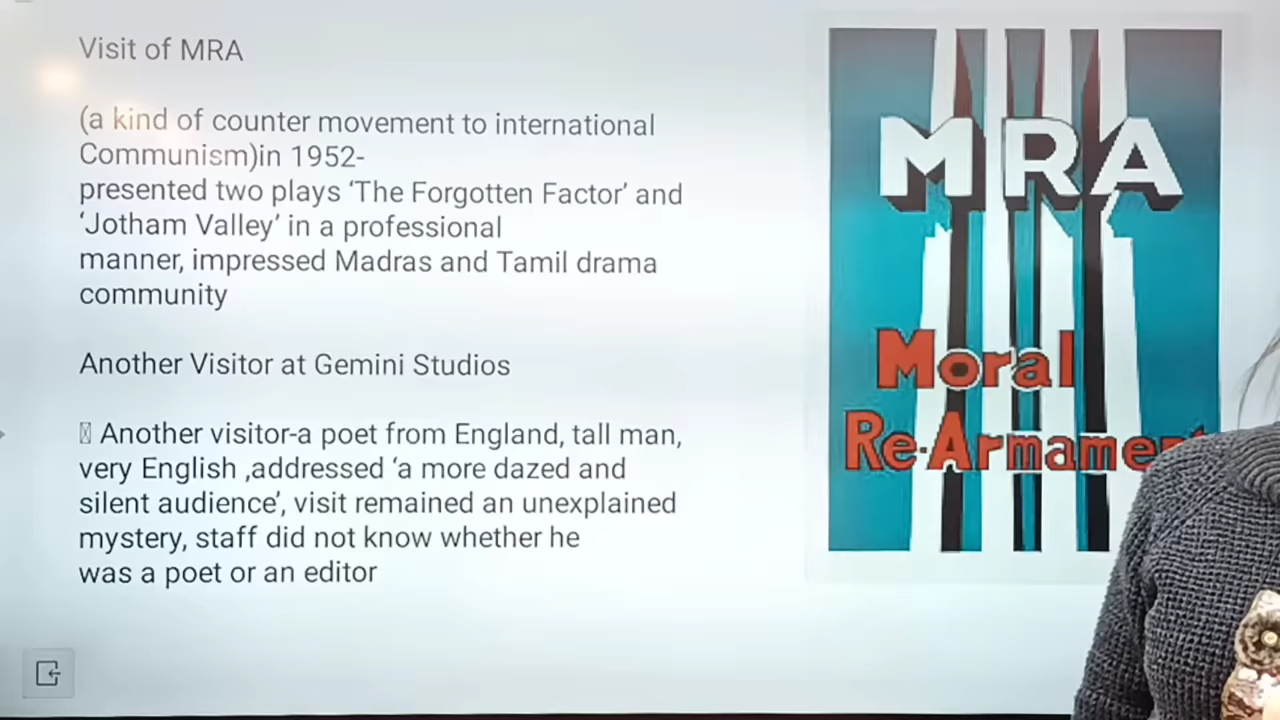 Visit of MRA
(a kind of counter movement to international
Communism)in 1952-
presented two plays ‘The Forgotten Factor’ and
‘Jotham Valley’ in a professional
manner, impressed Madras and Tamil drama
community
Another Visitor at Gemini Studios
Another visitor-a poet from England, tall man,
very English ,addressed ‘a more dazed and
silent audience’, visit remained an unexplained
mystery, staff did not know whether he
was a poet or an editor
MRA
Moral
Re-Armament